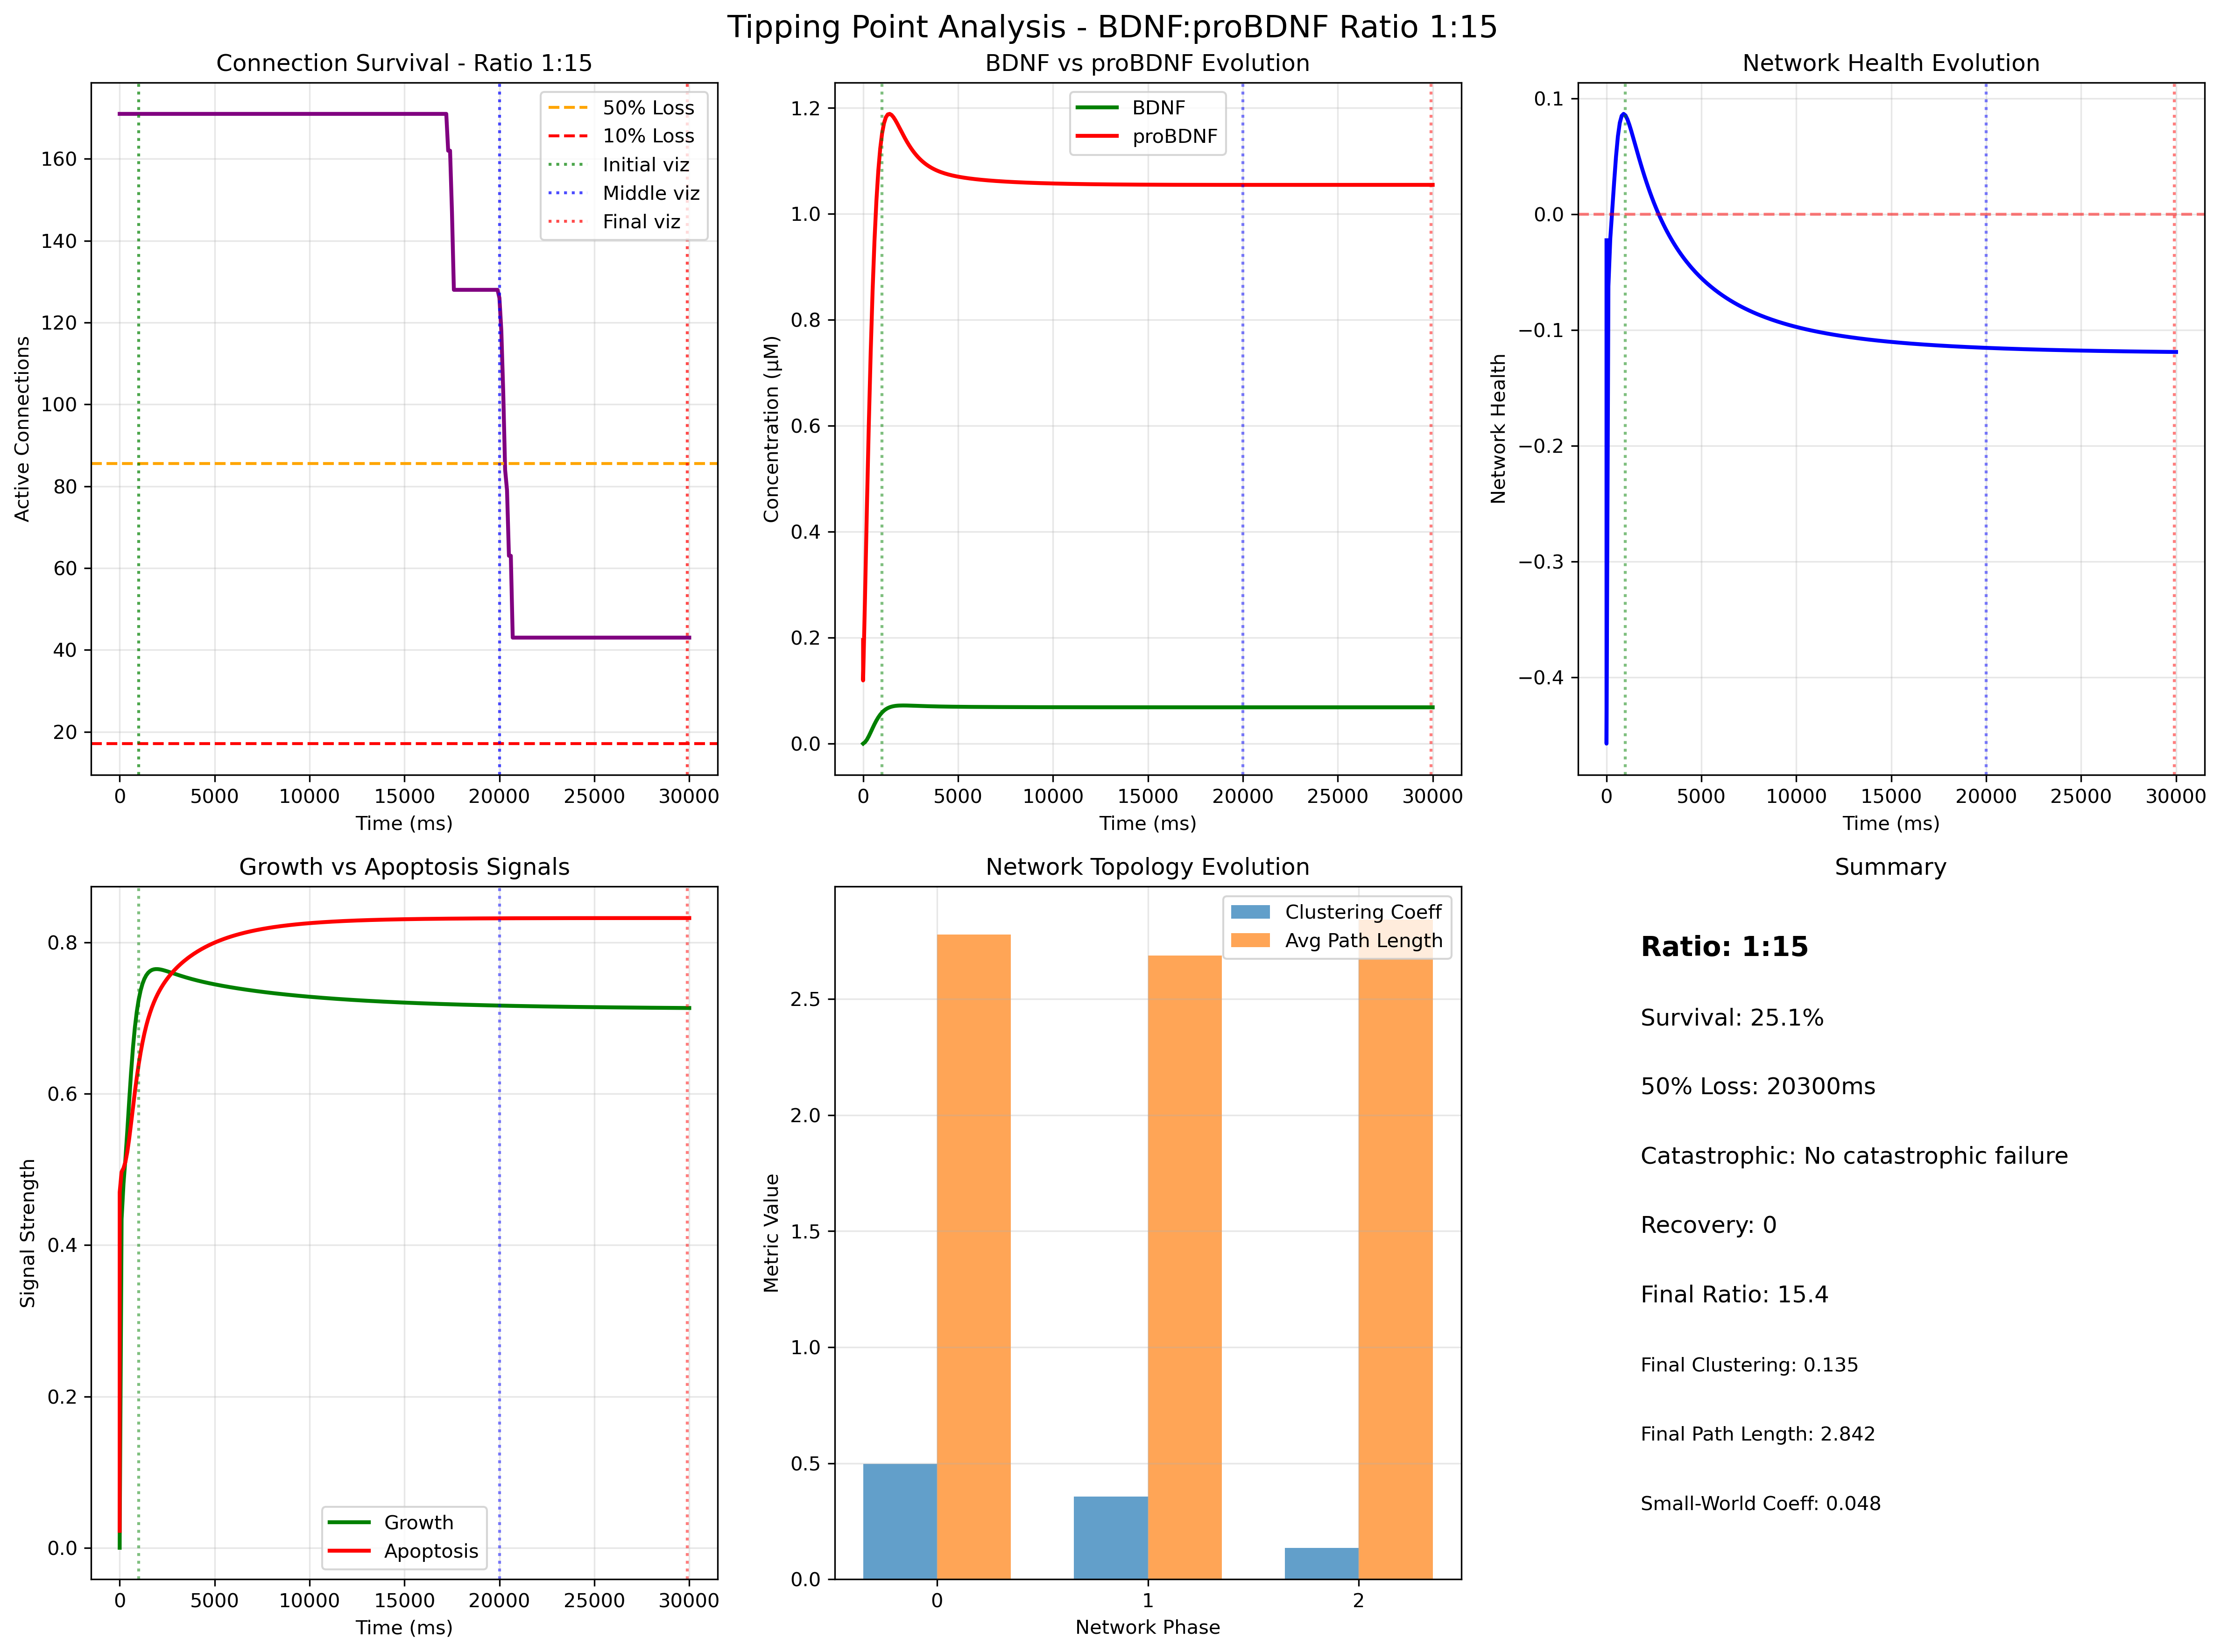 Tipping Point Analysis - BDNF:proBDNF Ratio 1:15
Connection Survival - Ratio 1:15
Active Connections
160
140
120
100
80
60
40
20
50% Loss
10% Loss
Initial viz
Middle viz
Final viz
0 5000 10000 15000 20000 25000 30000
Time (ms)
BDNF vs proBDNF Evolution
Concentration (μM)
1.2
1.0
0.8
0.6
0.4
0.2
0.0
BDNF
proBDNF
0 5000 10000 15000 20000 25000 30000
Time (ms)
Network Health Evolution
Network Health
0.1
0.0
−0.1
−0.2
−0.3
−0.4
0 5000 10000 15000 20000 25000 30000
Time (ms)
Growth vs Apoptosis Signals
Signal Strength
0.8
0.6
0.4
0.2
0.0
Growth
Apoptosis
0 5000 10000 15000 20000 25000 30000
Time (ms)
Network Topology Evolution
Metric Value
2.5
2.0
1.5
1.0
0.5
0.0
Clustering Coeff
Avg Path Length
0 1 2
Network Phase
Summary
Ratio: 1:15
Survival: 25.1%
50% Loss: 20300ms
Catastrophic: No catastrophic failure
Recovery: 0
Final Ratio: 15.4
Final Clustering: 0.135
Final Path Length: 2.842
Small-World Coeff: 0.048